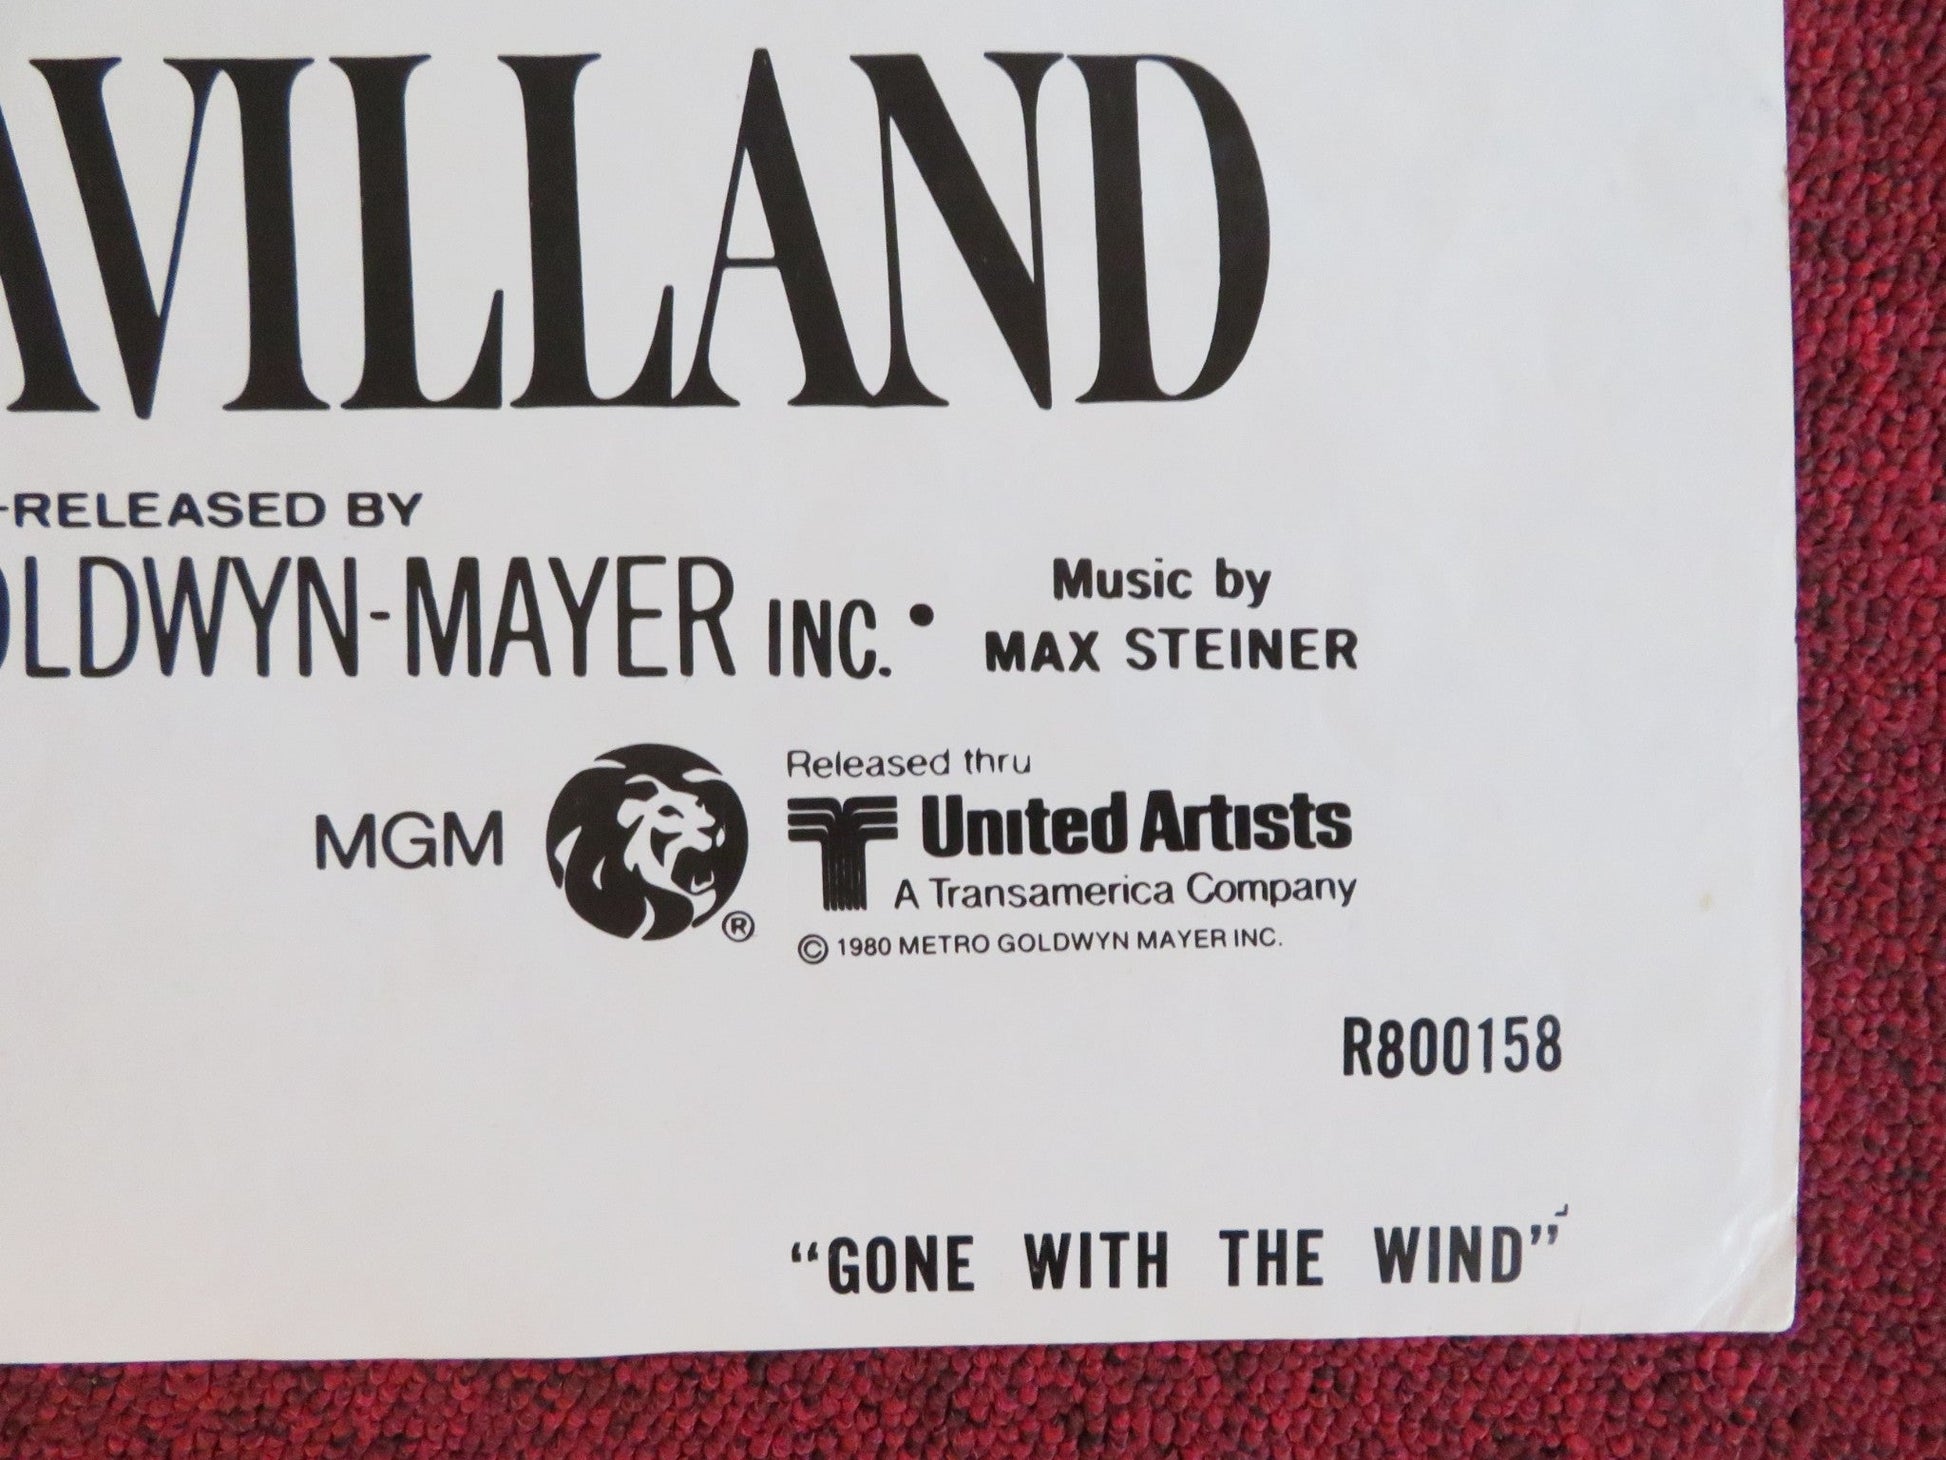 AVILLAND
-RELEASED BY
OLDWYN-MAYER INC. •
Music by
MAX STEINER
MGM
®
Released thru
United Artists
A Transamerica Company
© 1980 METRO GOLDWYN MAYER INC.
R800158
"GONE WITH THE WIND"